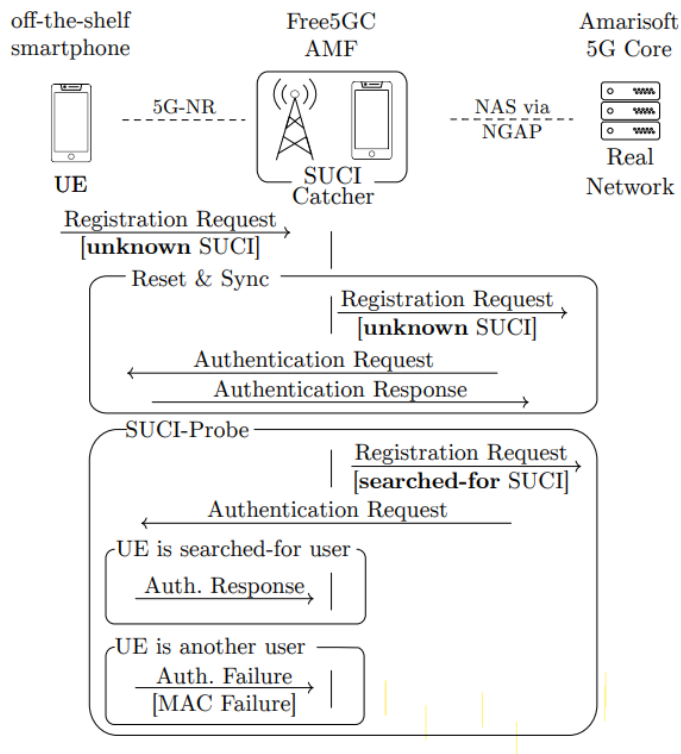 off-the-shelf
smartphone
Free5GC
AMF
Amarisoft
5G Core
5G-NR
NAS via
NGAP
UE
SUCI
Catcher
Real
Network
Registration Request
[unknown SUCI]
Reset & Sync
Registration Request
[unknown SUCI]
Authentication Request
Authentication Response
SUCI-Probe
Registration Request
[searched-for SUCI]
Authentication Request
UE is searched-for user
Auth. Response
UE is another user
Auth. Failure
[MAC Failure]